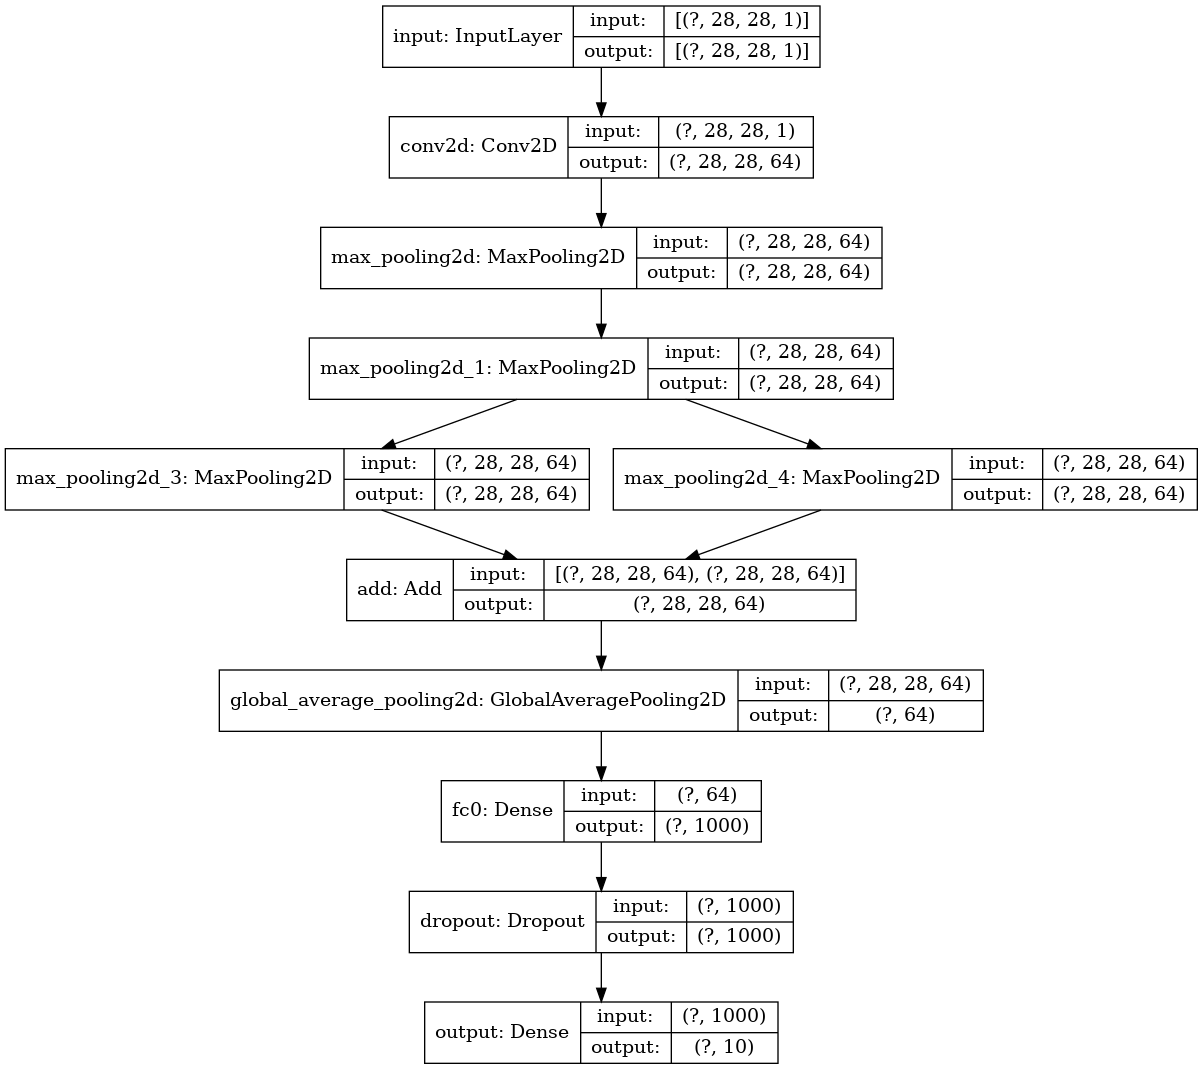 input: InputLayer
input:
[(?, 28, 28, 1)]
output:
[(?, 28, 28, 1)]
conv2d: Conv2D
input:
(?, 28, 28, 1)
output:
(?, 28, 28, 64)
max_pooling2d: MaxPooling2D
input:
(?, 28, 28, 64)
output:
(?, 28, 28, 64)
max_pooling2d_1: MaxPooling2D
input:
(?, 28, 28, 64)
output:
(?, 28, 28, 64)
max_pooling2d_3: MaxPooling2D
input:
(?, 28, 28, 64)
output:
(?, 28, 28, 64)
max_pooling2d_4: MaxPooling2D
input:
(?, 28, 28, 64)
output:
(?, 28, 28, 64)
add: Add
input:
[(?, 28, 28, 64), (?, 28, 28, 64)]
output:
(?, 28, 28, 64)
global_average_pooling2d: GlobalAveragePooling2D
input:
(?, 28, 28, 64)
output:
(?, 64)
fc0: Dense
input:
(?, 64)
output:
(?, 1000)
dropout: Dropout
input:
(?, 1000)
output:
(?, 1000)
output: Dense
input:
(?, 1000)
output:
(?, 10)